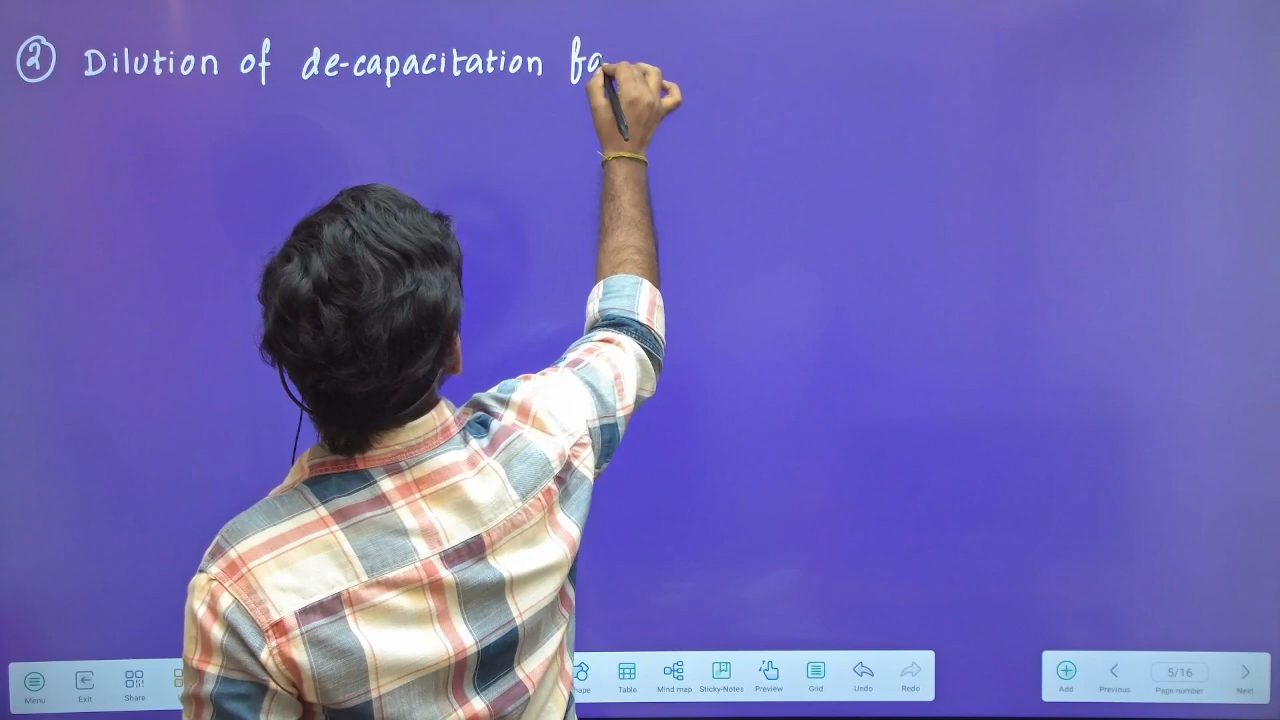 ② Dilution of de-capacitation fa
Menu Exit Share hape Table Mind map Sticky-Notes Preview Grid Undo Redo Add Previous 5/16 Page number Next